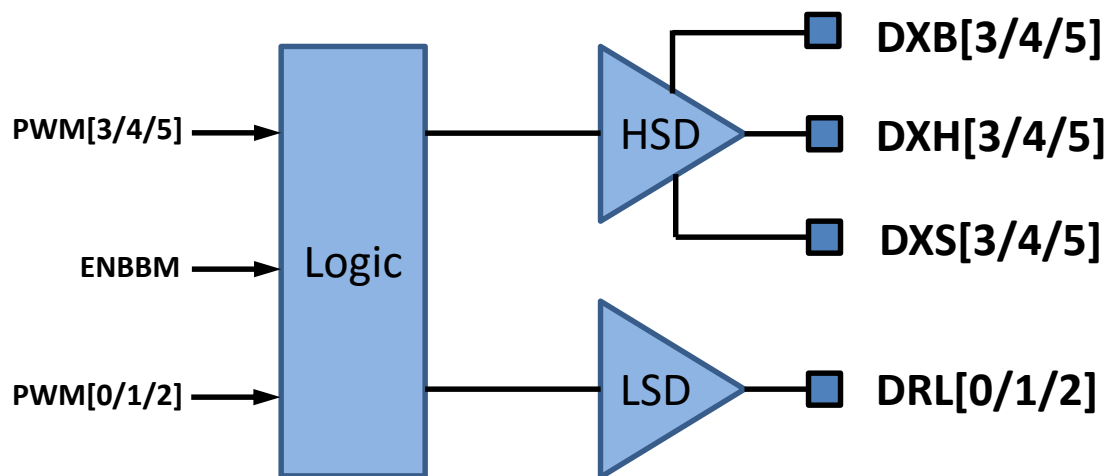 DXB[3/4/5]
PWM[3/4/5]
HSD
DXH[3/4/5]
DXS[3/4/5]
ENBBM
Logic
PWM[0/1/2]
LSD
DRL[0/1/2]